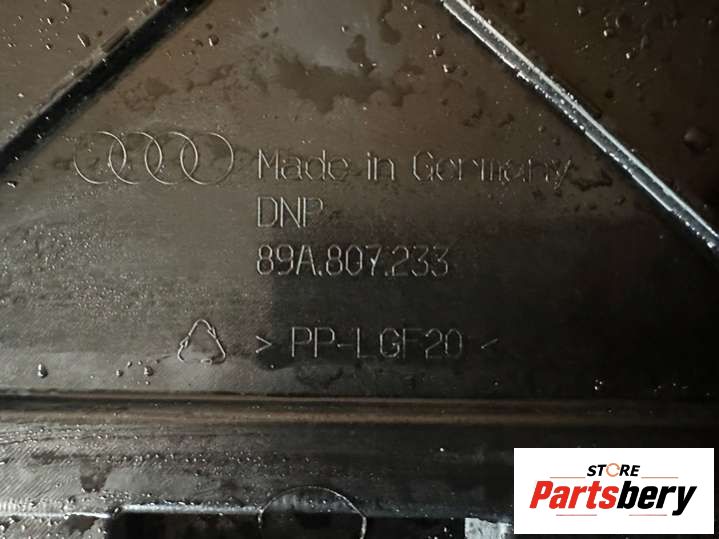 Made in Germany
DNP
89A.807.233
> PP-LGF20 <
STORE
Partsbery